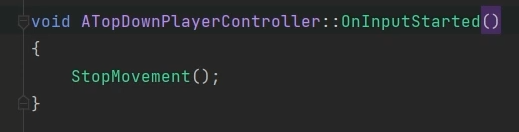 void ATopDownPlayerController::OnInputStarted()
{
    StopMovement();
}